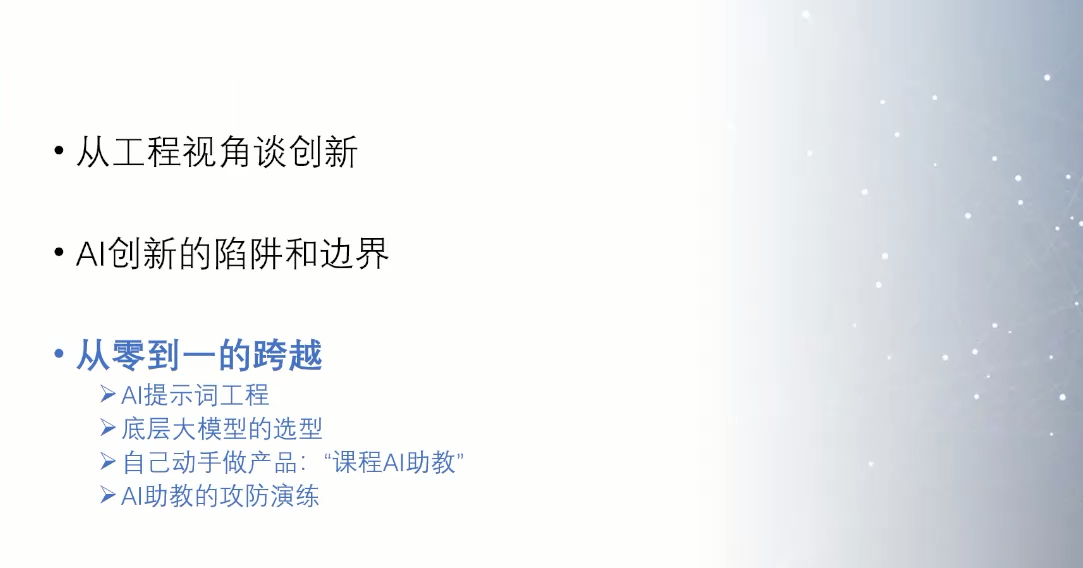 • 从工程视角谈创新
• AI创新的陷阱和边界
• 从零到一的跨越
➢AI提示词工程
➢底层大模型的选型
➢自己动手做产品：“课程AI助教”
➢AI助教的攻防演练